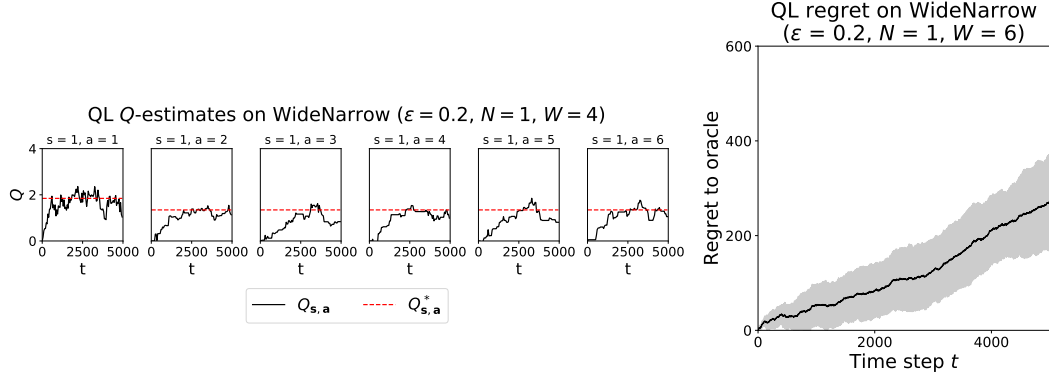 QL Q-estimates on WideNarrow (ε = 0.2, N = 1, W = 4)
s = 1, a = 1
s = 1, a = 2
s = 1, a = 3
s = 1, a = 4
s = 1, a = 5
s = 1, a = 6
Q
4
2
0
0 2500 5000
0 2500 5000
0 2500 5000
0 2500 5000
0 2500 5000
0 2500 5000
t
t
t
t
t
t
Q_{s,a}
Q^*_{s,a}
QL regret on WideNarrow
(ε = 0.2, N = 1, W = 6)
Regret to oracle
600
400
200
0
0 2000 4000
Time step t